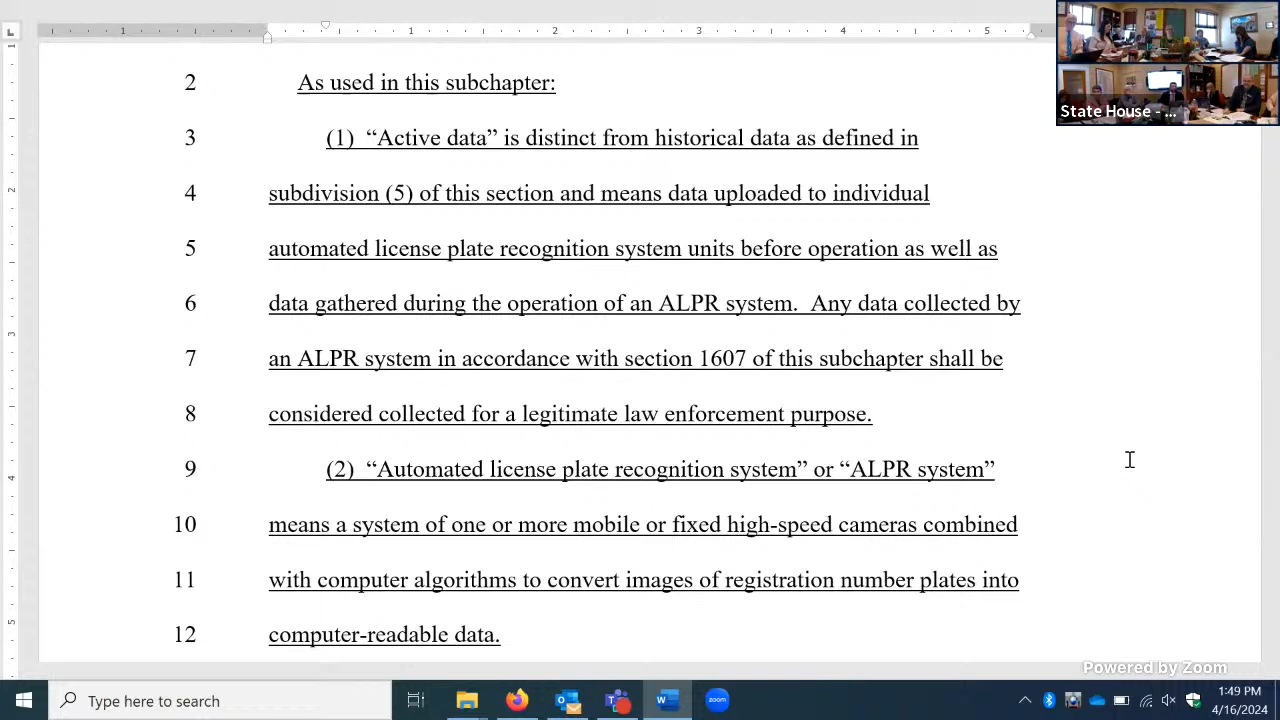 1 1 2 3 4 5
State House - ...
2 As used in this subchapter:
3 (1) “Active data” is distinct from historical data as defined in
4 subdivision (5) of this section and means data uploaded to individual
5 automated license plate recognition system units before operation as well as
6 data gathered during the operation of an ALPR system. Any data collected by
7 an ALPR system in accordance with section 1607 of this subchapter shall be
8 considered collected for a legitimate law enforcement purpose.
9 (2) “Automated license plate recognition system” or “ALPR system”
10 means a system of one or more mobile or fixed high-speed cameras combined
11 with computer algorithms to convert images of registration number plates into
12 computer-readable data.
Powered by Zoom
Type here to search
zoom
1:49 PM
4/16/2024